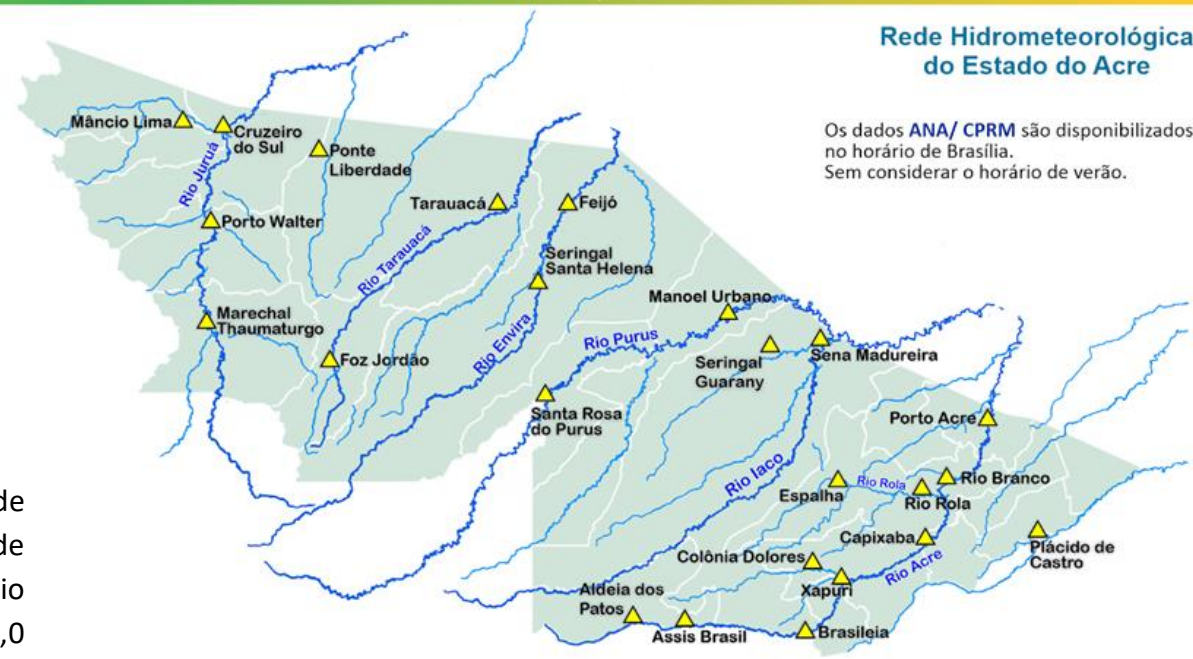 Rede Hidrometeorológica
do Estado do Acre
Os dados ANA/ CPRM são disponibilizados
no horário de Brasília.
Sem considerar o horário de verão.
Mâncio Lima
Cruzeiro
do Sul
Ponte
Liberdade
Rio Juruá
Porto Walter
Tarauacá
Feijó
Rio Tarauacá
Seringal
Santa Helena
Marechal
Thaumaturgo
Foz Jordão
Rio Envira
Manoel Urbano
Rio Purus
Seringal
Guarany
Sena Madureira
Santa Rosa
do Purus
Porto Acre
Rio Iaco
Espalha
Rio Rola
Rio Rola
Rio Branco
Capixaba
Plácido de
Castro
Colônia Dolores
Rio Acre
Xapuri
Aldeia dos
Patos
Assis Brasil
Brasileia
de
de
io
,0